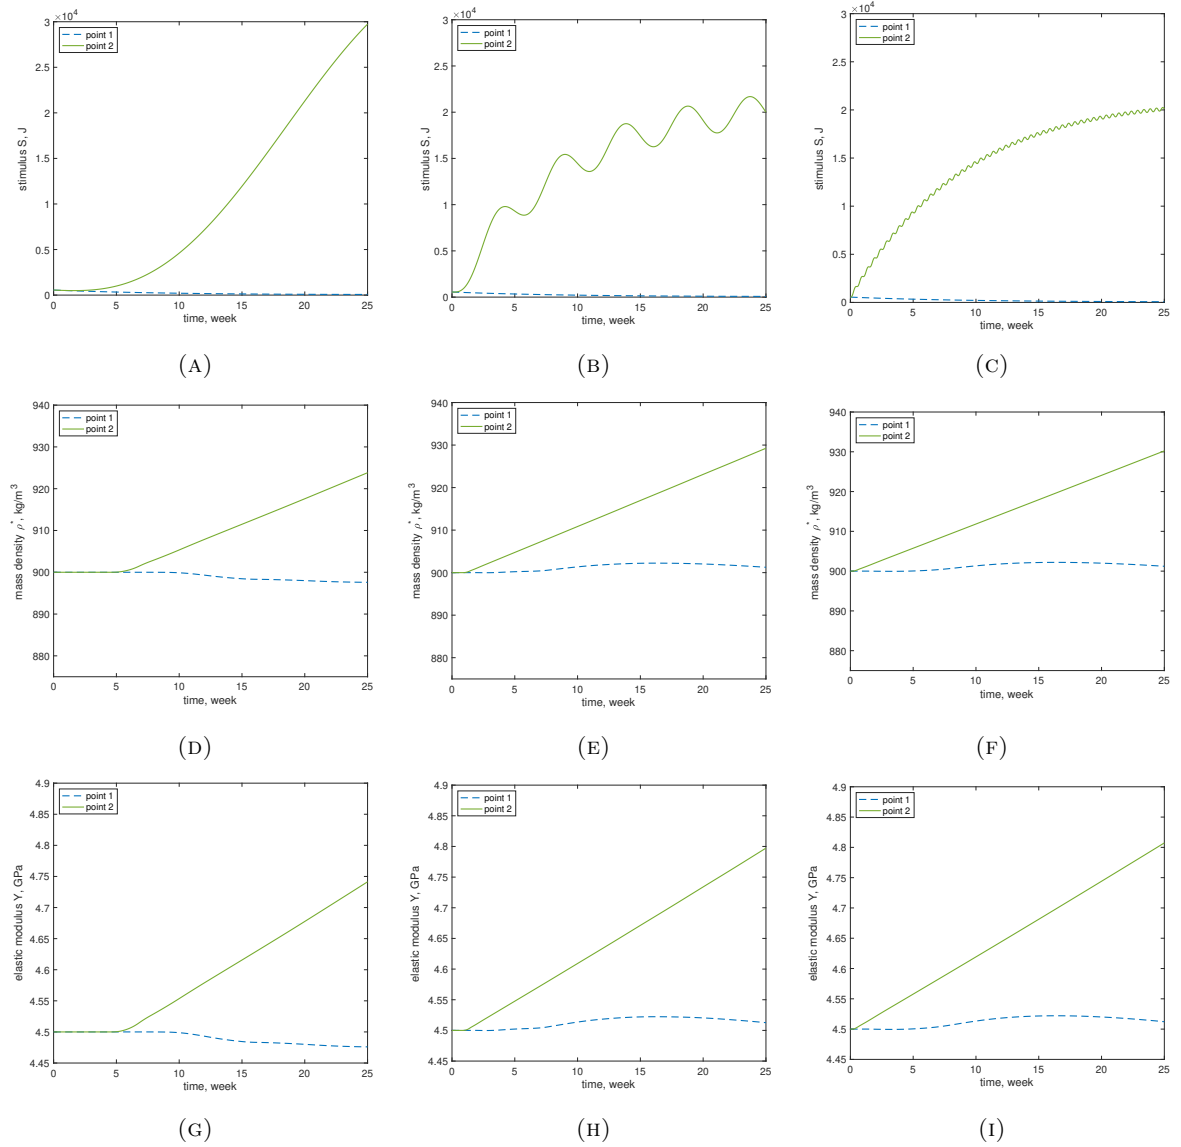 ×10⁴
point 1
point 2
stimulus S, J
3
2.5
2
1.5
1
0.5
0
0 5 10 15 20 25
time, week
(A)
×10⁴
point 1
point 2
stimulus S, J
3
2.5
2
1.5
1
0.5
0
0 5 10 15 20 25
time, week
(B)
×10⁴
point 1
point 2
stimulus S, J
3
2.5
2
1.5
1
0.5
0
0 5 10 15 20 25
time, week
(C)
point 1
point 2
mass density ρ*, kg/m³
940
930
920
910
900
890
880
0 5 10 15 20 25
time, week
(D)
point 1
point 2
mass density ρ*, kg/m³
940
930
920
910
900
890
880
0 5 10 15 20 25
time, week
(E)
point 1
point 2
mass density ρ*, kg/m³
940
930
920
910
900
890
880
0 5 10 15 20 25
time, week
(F)
point 1
point 2
elastic modulus Y, GPa
4.9
4.85
4.8
4.75
4.7
4.65
4.6
4.55
4.5
4.45
0 5 10 15 20 25
time, week
(G)
point 1
point 2
elastic modulus Y, GPa
4.9
4.85
4.8
4.75
4.7
4.65
4.6
4.55
4.5
4.45
0 5 10 15 20 25
time, week
(H)
point 1
point 2
elastic modulus Y, GPa
4.9
4.85
4.8
4.75
4.7
4.65
4.6
4.55
4.5
4.45
0 5 10 15 20 25
time, week
(I)